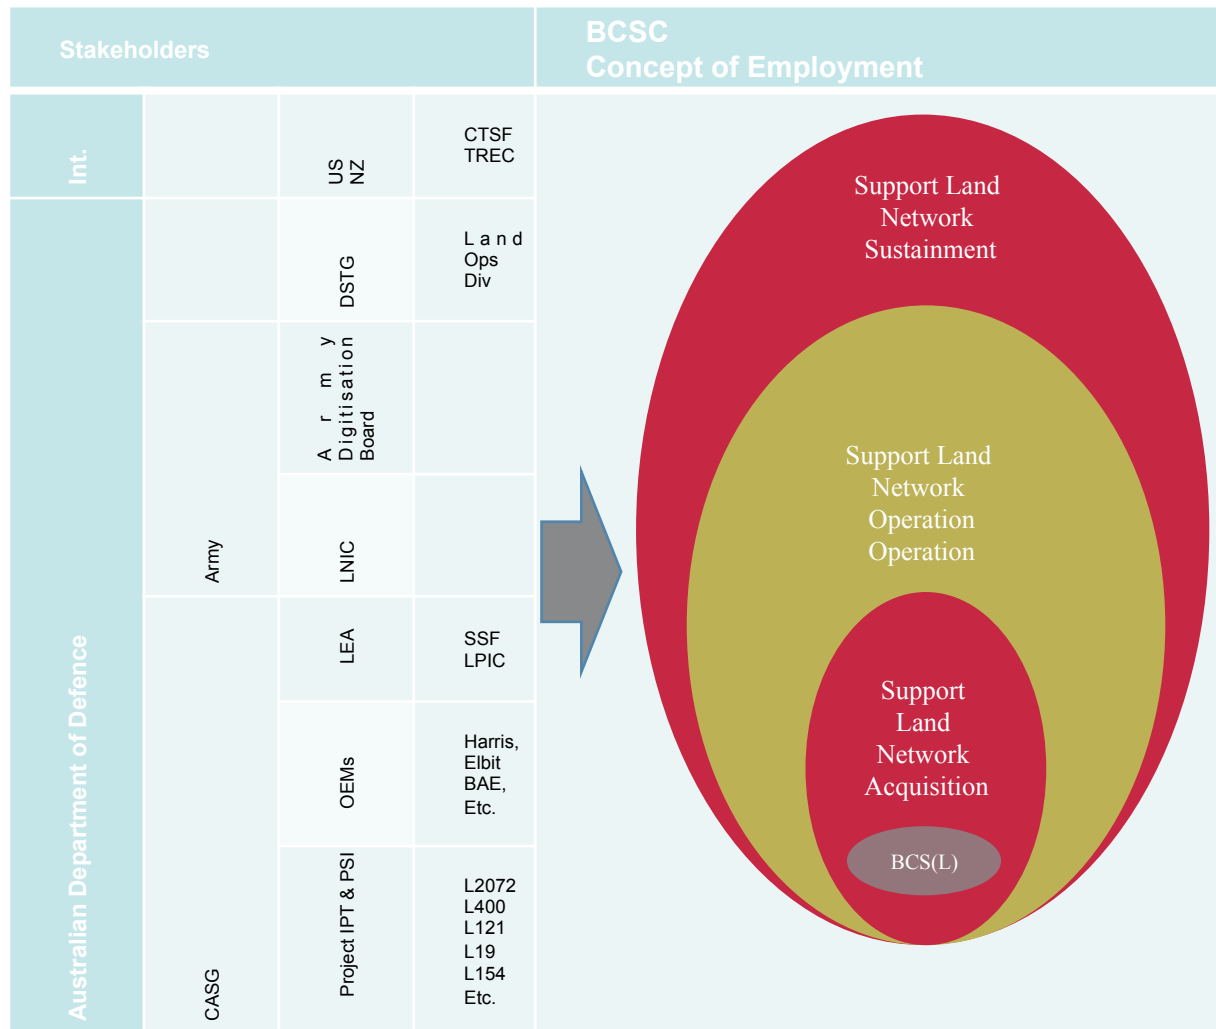 Stakeholders
BCSC
Concept of Employment
Int.
US
NZ
CTSF
TREC
Australian Department of Defence
DSTG
Land
Ops
Div
Army
Army
Digitisation
Board
LNIC
CASG
LEA
SSF
LPIC
OEMs
Harris,
Elbit
BAE,
Etc.
Project IPT & PSI
L2072
L400
L121
L19
L154
Etc.
Support Land
Network
Sustainment
Support Land
Network
Operation
Operation
Support
Land
Network
Acquisition
BCS(L)